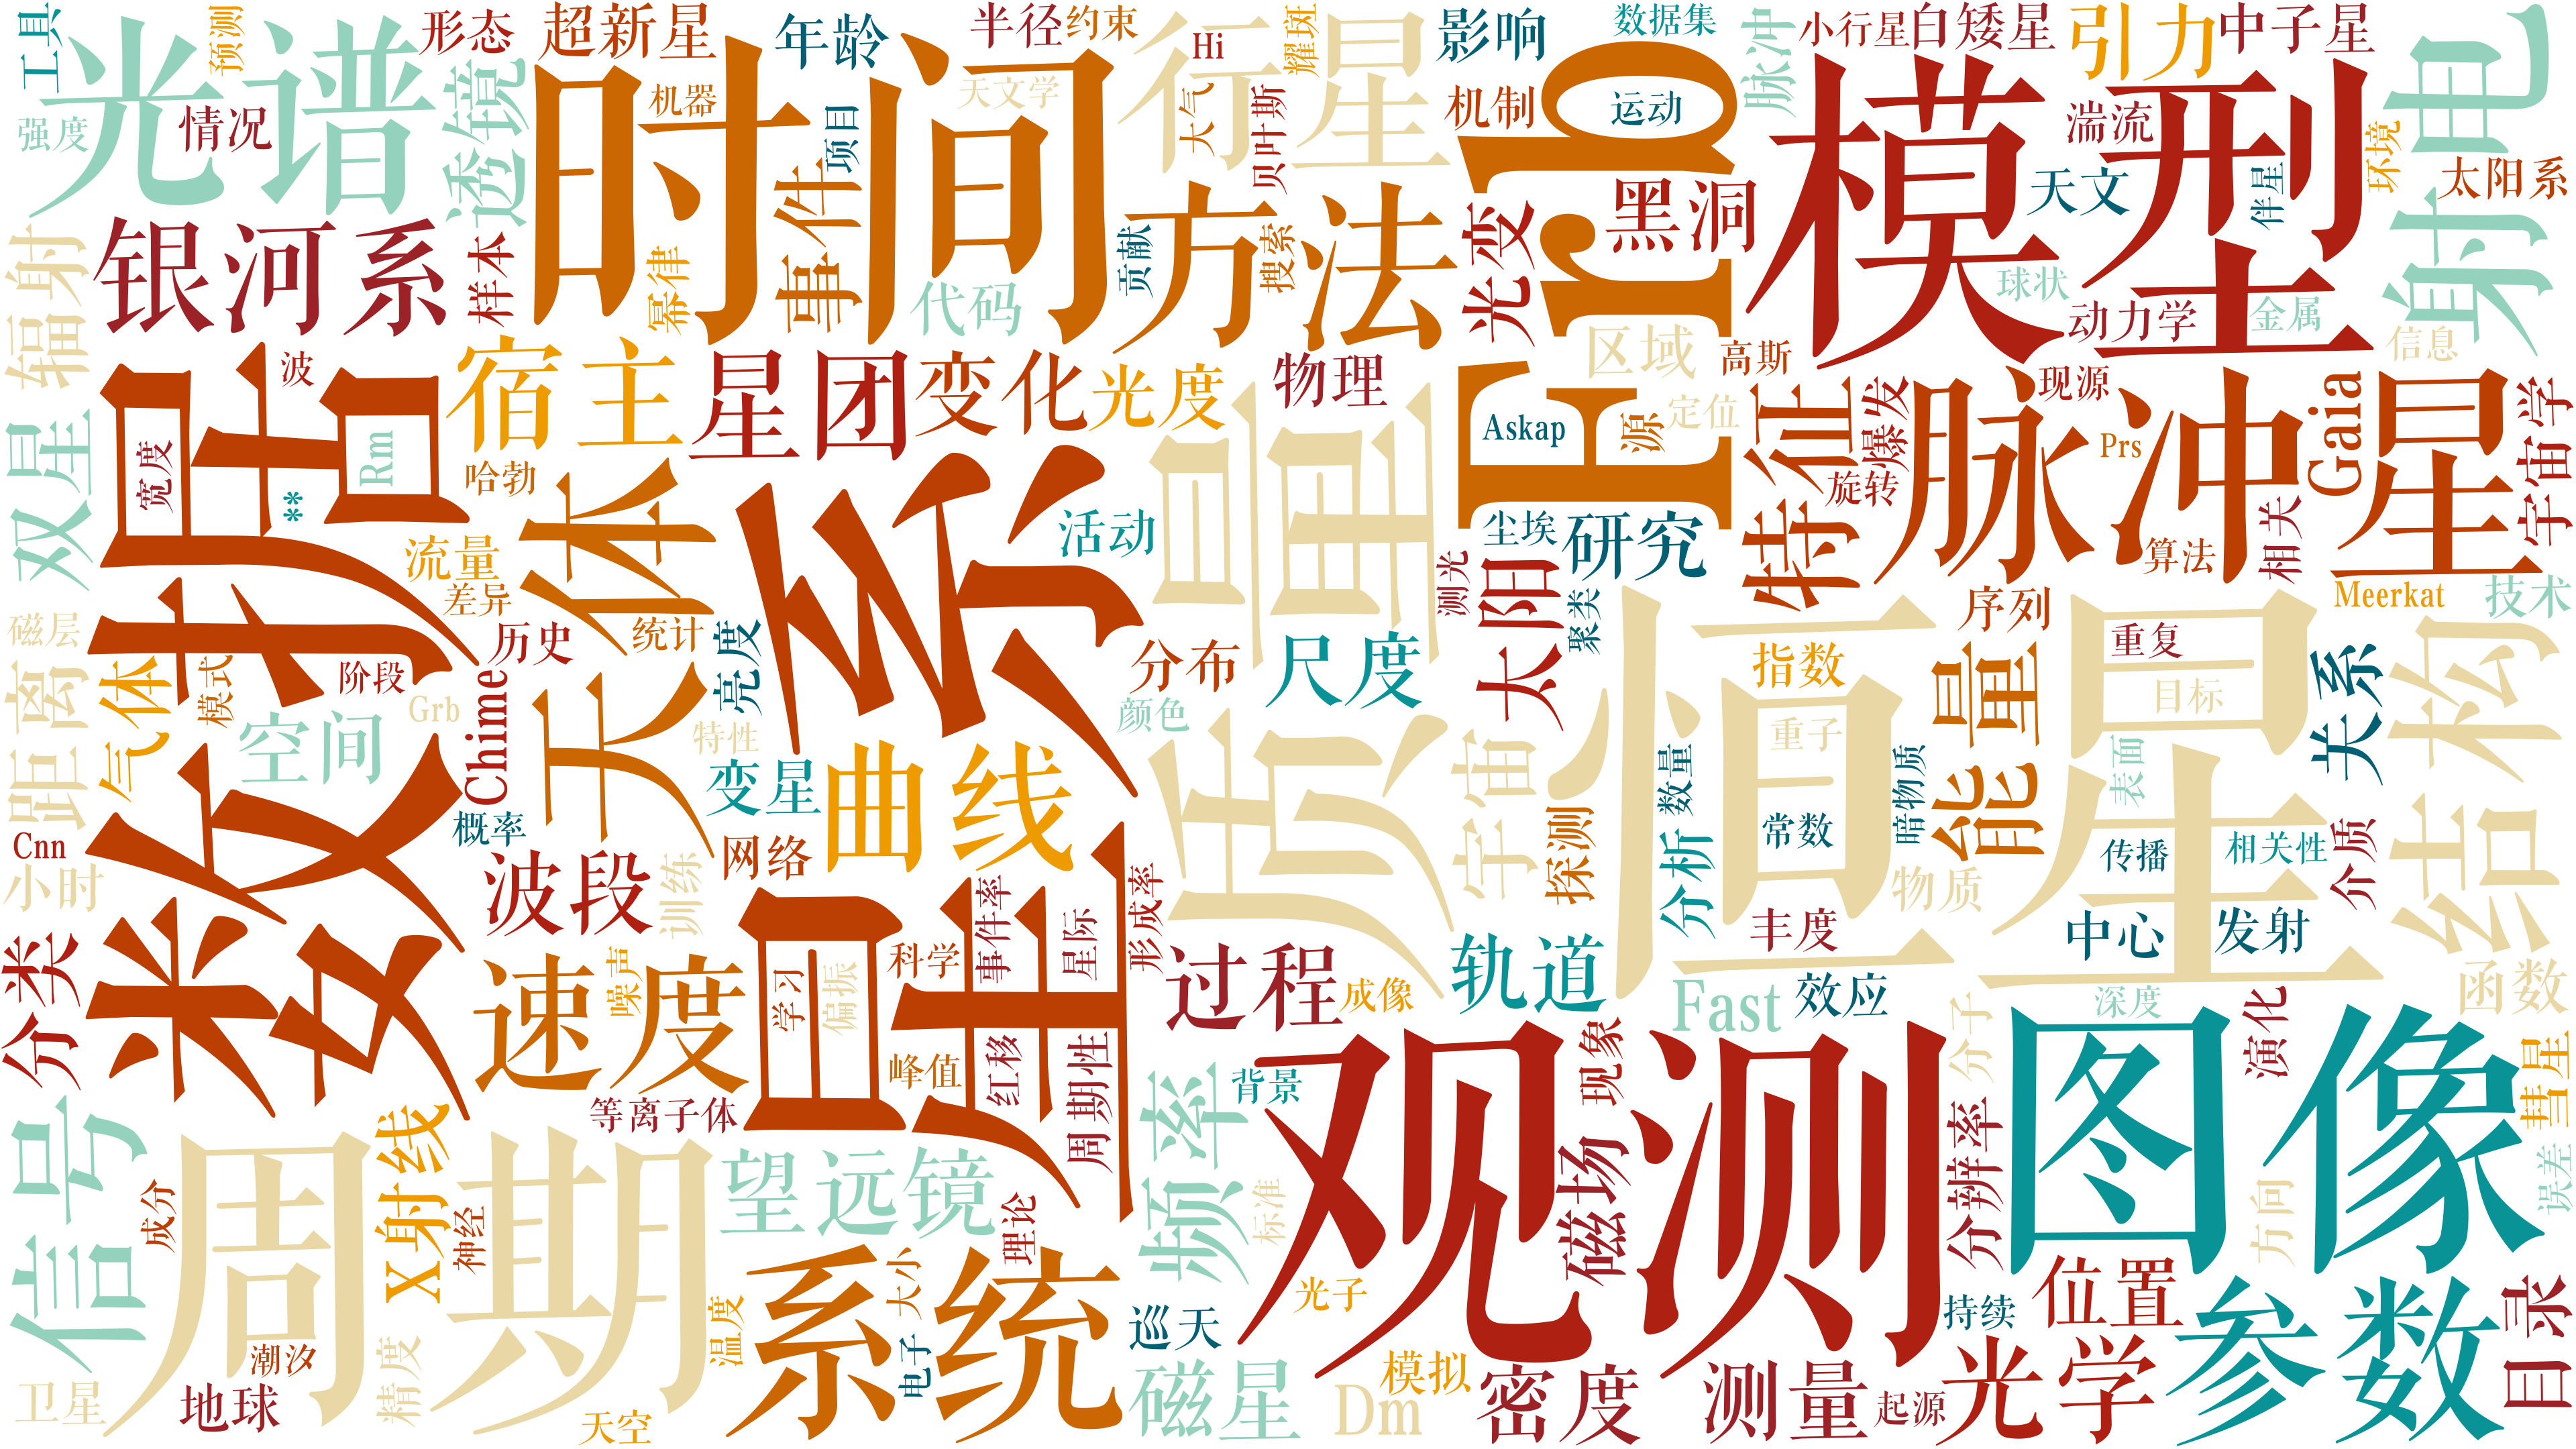 工具
光谱
预测
形态
超新星
年龄
半径
约束
行星
Hi
耀斑
影响
数据集
脉冲
小行星
白矮星
引力
中子星
射电
强度
情况
透镜
时间
机器
项目
天文学
大气
贝叶斯
机制
运动
Frb
模型
湍流
环境
太阳系
银河系
样本
幂律
事件
代码
贡献
方法
搜索
光变
黑洞
天文
伴星
球状
动力学
金属
信息
辐射
数据
波
宿主
星团
变化
光度
物理
区域
高斯
特征
爆发
脉冲星
现源
Gaia
宇宙学
双星
宽度
**
Rm
哈勃
天体
星系
活动
质量
Askap
源
定位
尘埃
研究
旋转
Prs
算法
相关
流量
差异
历史
统计
亮度
测光
太阳
聚类
恒星
序列
Meerkat
技术
磁层
距离
气体
模式
阶段
Grb
Chime
空间
特性
分布
颜色
尺度
指数
能量
重复
目标
关系
结构
Cnn
小时
概率
变星
曲线
宇宙
探测
数量
重子
常数
暗物质
表面
传播
相关性
介质
分类
波段
训练
网络
分析
物质
速度
噪声
学习
偏振
科学
事件率
星际
形成率
过程
成像
轨道
丰度
中心
发射
函数
峰值
红移
周期性
背景
现象
Fast
效应
分子
深度
演化
图像
彗星
信号
周期
X射线
等离子体
望远镜
频率
观测
磁场
分辨率
误差
成分
神经
理论
标准
方向
系统
大小
光子
位置
目录
潮汐
地球
卫星
精度
天空
温度
电子
巡天
磁星
Dm
模拟
密度
测量
起源
持续
光学
参数